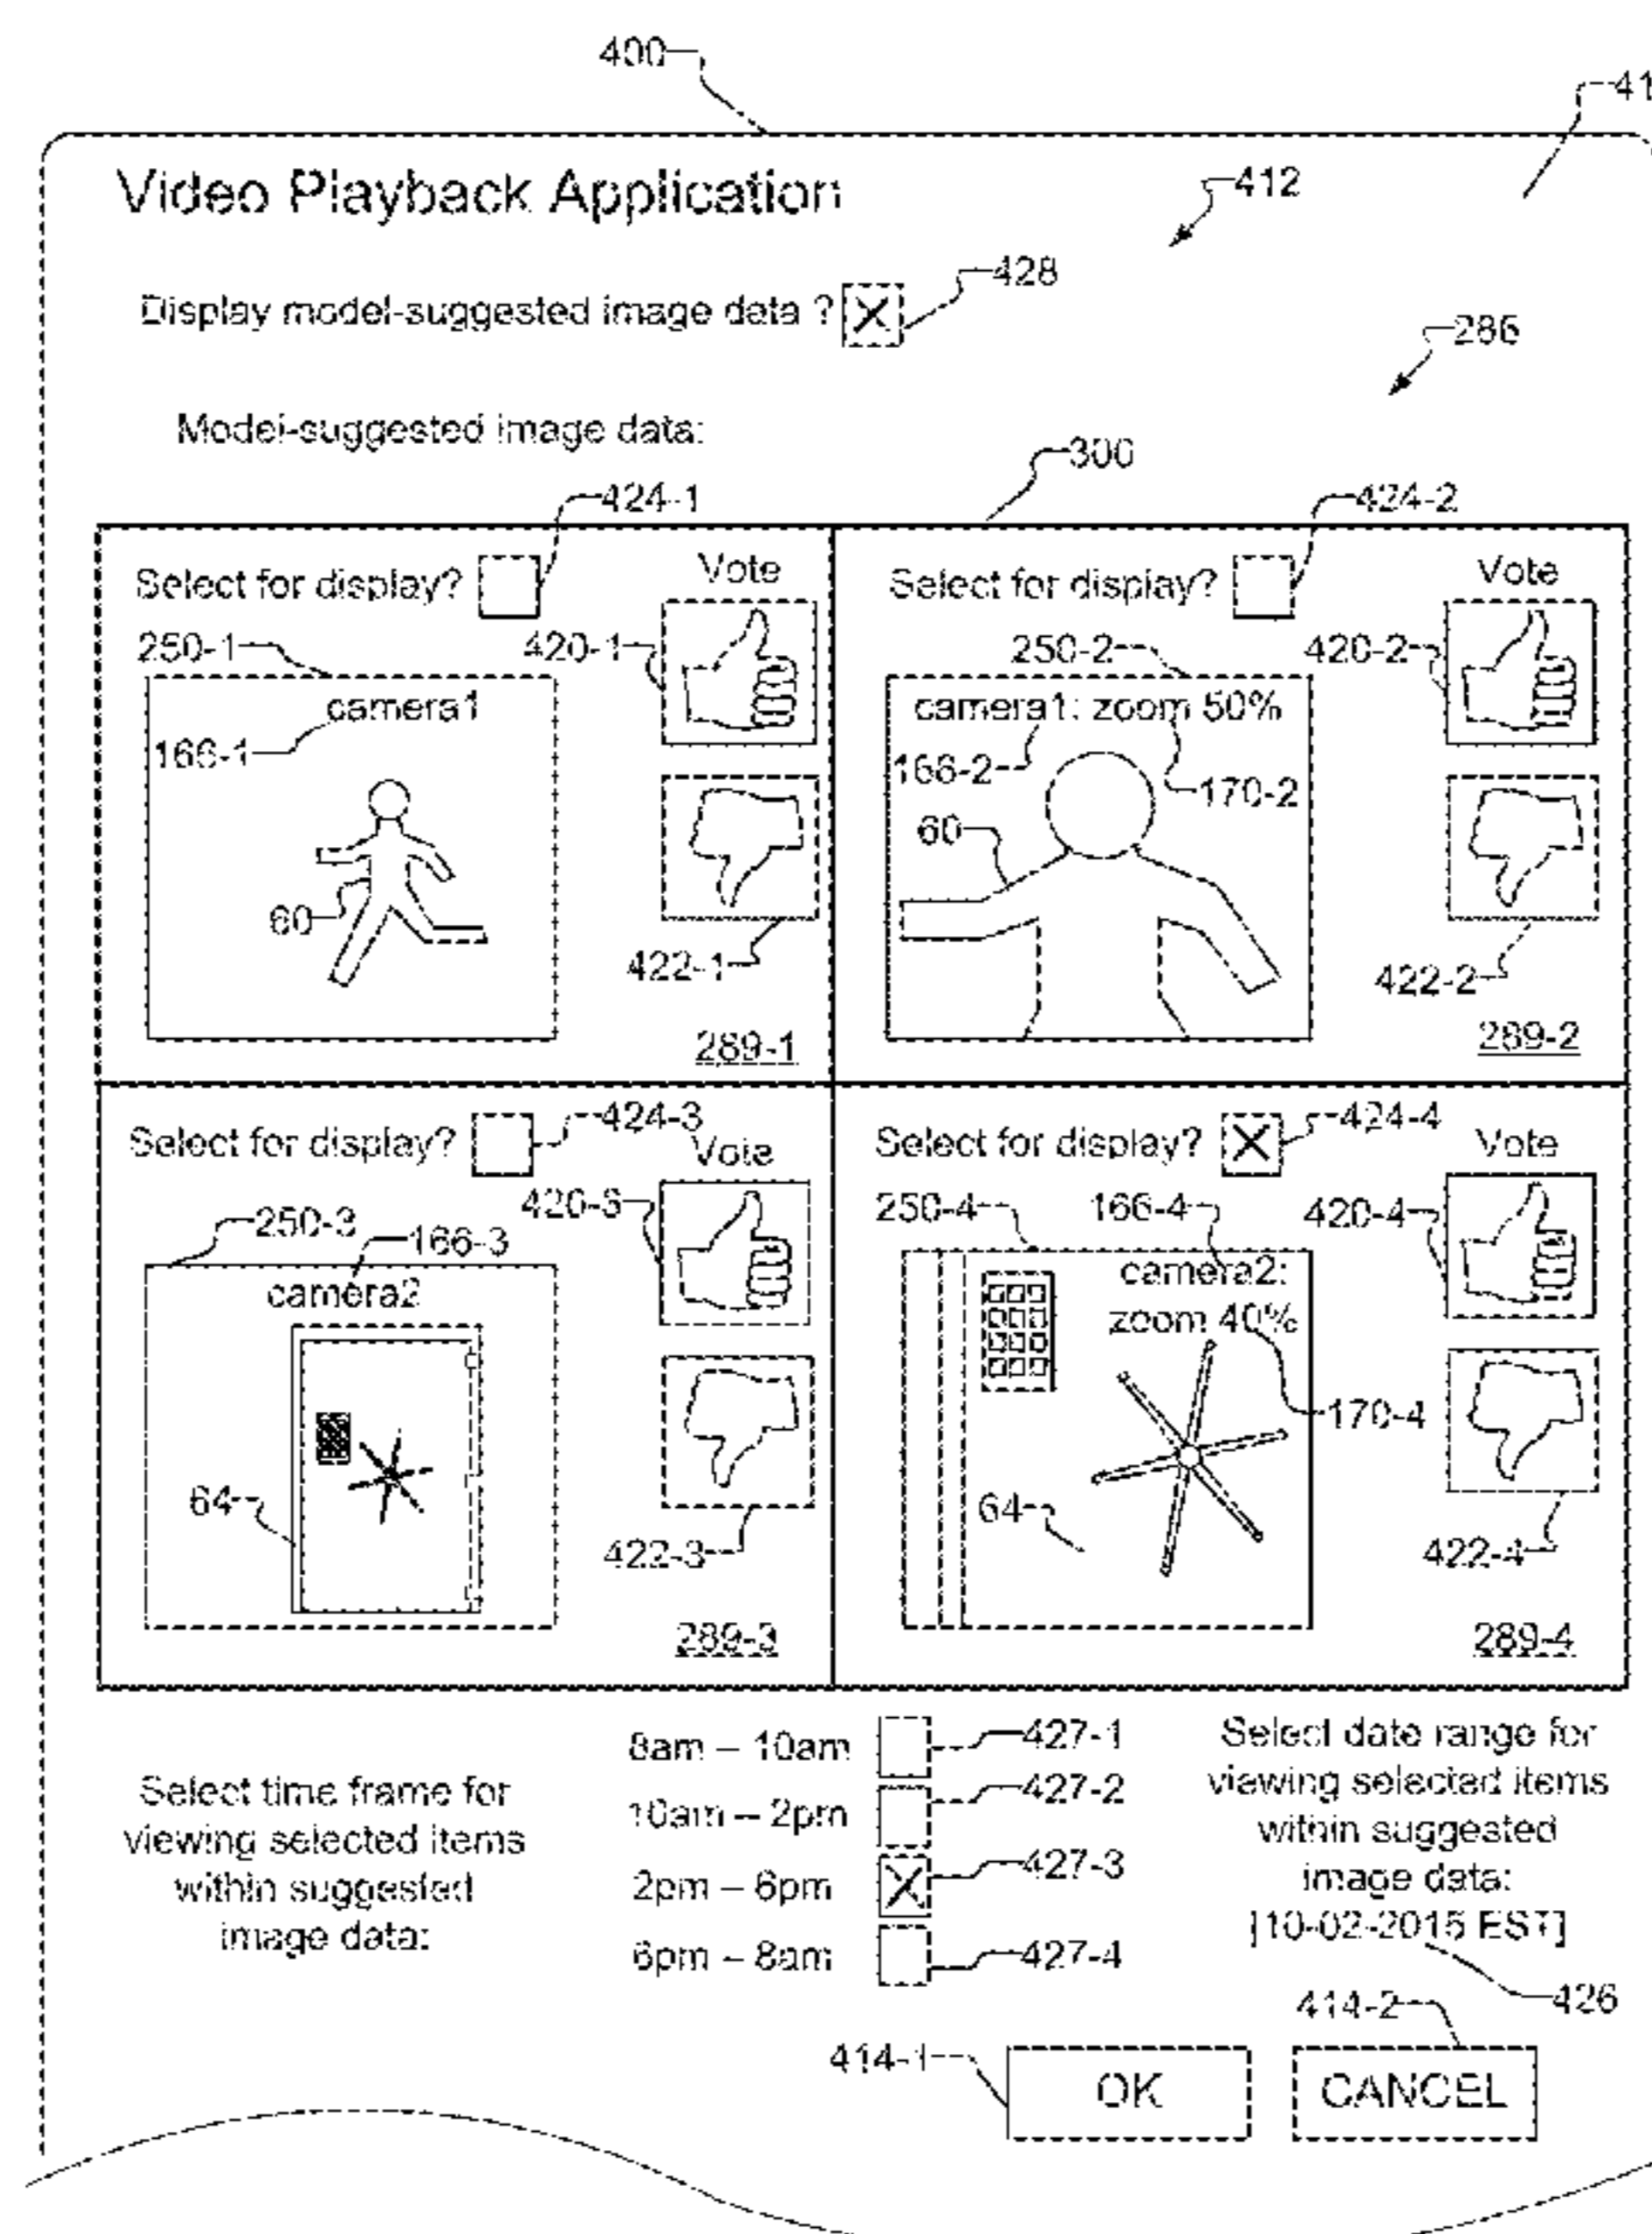 400
41
Video Playback Application
412
Display model-suggested image data ?
428
286
Model-suggested image data:
300
424-1
424-2
Select for display?
Vote
Select for display?
Vote
250-1
420-1
250-2
420-2
camera1
camera1: zoom 50%
166-1
166-2
170-2
60
60
422-1
422-2
289-1
289-2
Select for display?
424-3
Vote
Select for display?
424-4
Vote
250-3
166-3
420-3
250-4
166-4
420-4
camera2
camera2:
zoom 40%
170-4
64
64
422-3
422-4
289-3
289-4
Select time frame for
viewing selected items
within suggested
image data:
8am – 10am
427-1
10am – 2pm
427-2
2pm – 6pm
427-3
6pm – 8am
427-4
Select date range for
viewing selected items
within suggested
image data:
[10-02-2015 EST]
426
414-1
414-2
OK
CANCEL